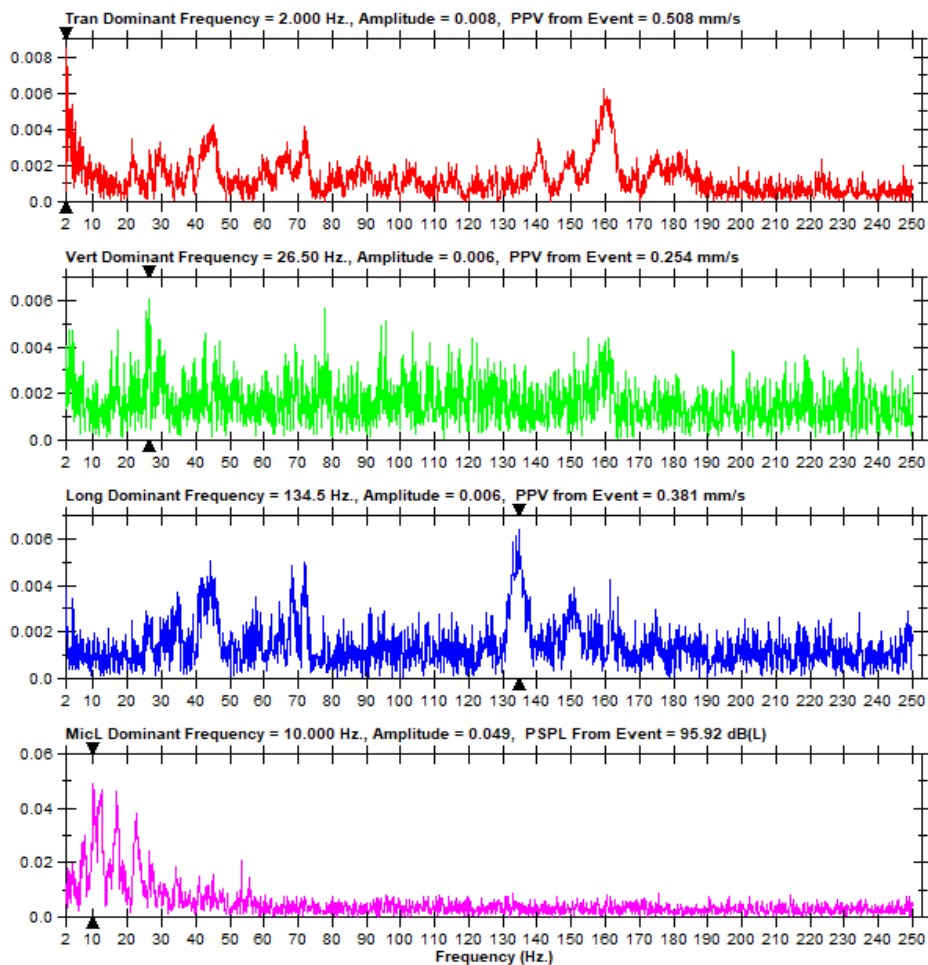 Tran Dominant Frequency = 2.000 Hz., Amplitude = 0.008, PPV from Event = 0.508 mm/s
0.008
0.006
0.004
0.002
0.0
2 10 20 30 40 50 60 70 80 90 100 110 120 130 140 150 160 170 180 190 200 210 220 230 240 250
Vert Dominant Frequency = 26.50 Hz., Amplitude = 0.006, PPV from Event = 0.254 mm/s
0.006
0.004
0.002
0.0
2 10 20 30 40 50 60 70 80 90 100 110 120 130 140 150 160 170 180 190 200 210 220 230 240 250
Long Dominant Frequency = 134.5 Hz., Amplitude = 0.006, PPV from Event = 0.381 mm/s
0.006
0.004
0.002
0.0
2 10 20 30 40 50 60 70 80 90 100 110 120 130 140 150 160 170 180 190 200 210 220 230 240 250
MicL Dominant Frequency = 10.000 Hz., Amplitude = 0.049, PSPL From Event = 95.92 dB(L)
0.06
0.04
0.02
0.0
2 10 20 30 40 50 60 70 80 90 100 110 120 130 140 150 160 170 180 190 200 210 220 230 240 250
Frequency (Hz.)